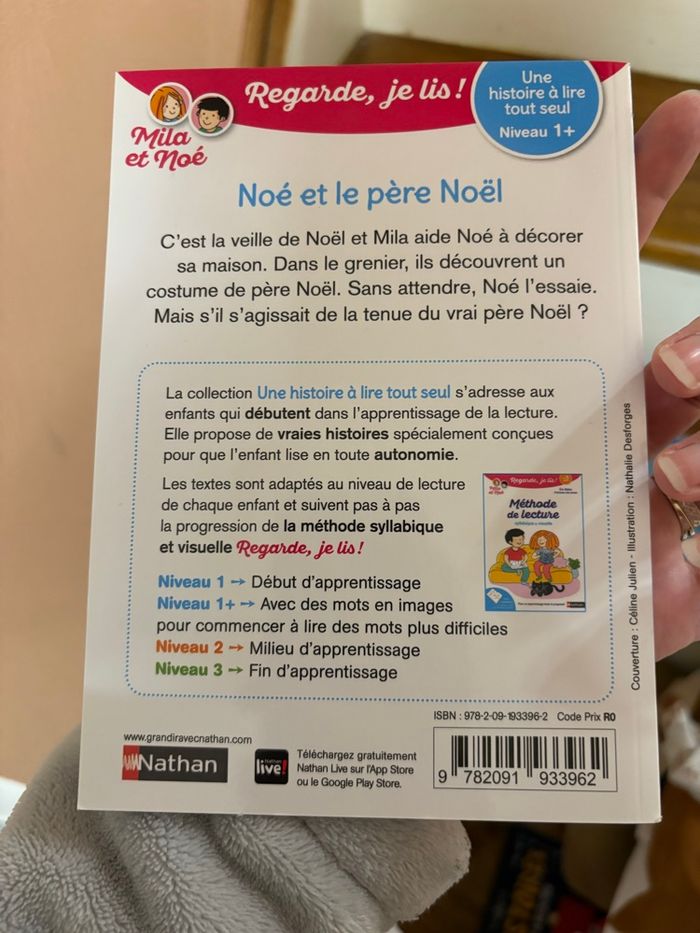 Regarde, je lis !
Une
histoire à lire
tout seul
Niveau 1+
Mila
et Noé
Noé et le père Noël
C'est la veille de Noël et Mila aide Noé à décorer
sa maison. Dans le grenier, ils découvrent un
costume de père Noël. Sans attendre, Noé l'essaie.
Mais s'il s'agissait de la tenue du vrai père Noël ?
La collection Une histoire à lire tout seul s'adresse aux
enfants qui débutent dans l'apprentissage de la lecture.
Elle propose de vraies histoires spécialement conçues
pour que l'enfant lise en toute autonomie.
Les textes sont adaptés au niveau de lecture
de chaque enfant et suivent pas à pas
la progression de la méthode syllabique
et visuelle Regarde, je lis !
Mila
et Noé
Regarde, je lis !
Méthode
de lecture
syllabique et visuelle
Nathan
Niveau 1 → Début d'apprentissage
Niveau 1+ → Avec des mots en images
pour commencer à lire des mots plus difficiles
Niveau 2 → Milieu d'apprentissage
Niveau 3 → Fin d'apprentissage
Couverture : Céline Julien - Illustration : Nathalie Desforges
ISBN : 978-2-09-193396-2 Code Prix R0
www.grandiravecnathan.com
Nathan
Nathan
live!
Téléchargez gratuitement
Nathan Live sur l'App Store
ou le Google Play Store.
9 782091 933962